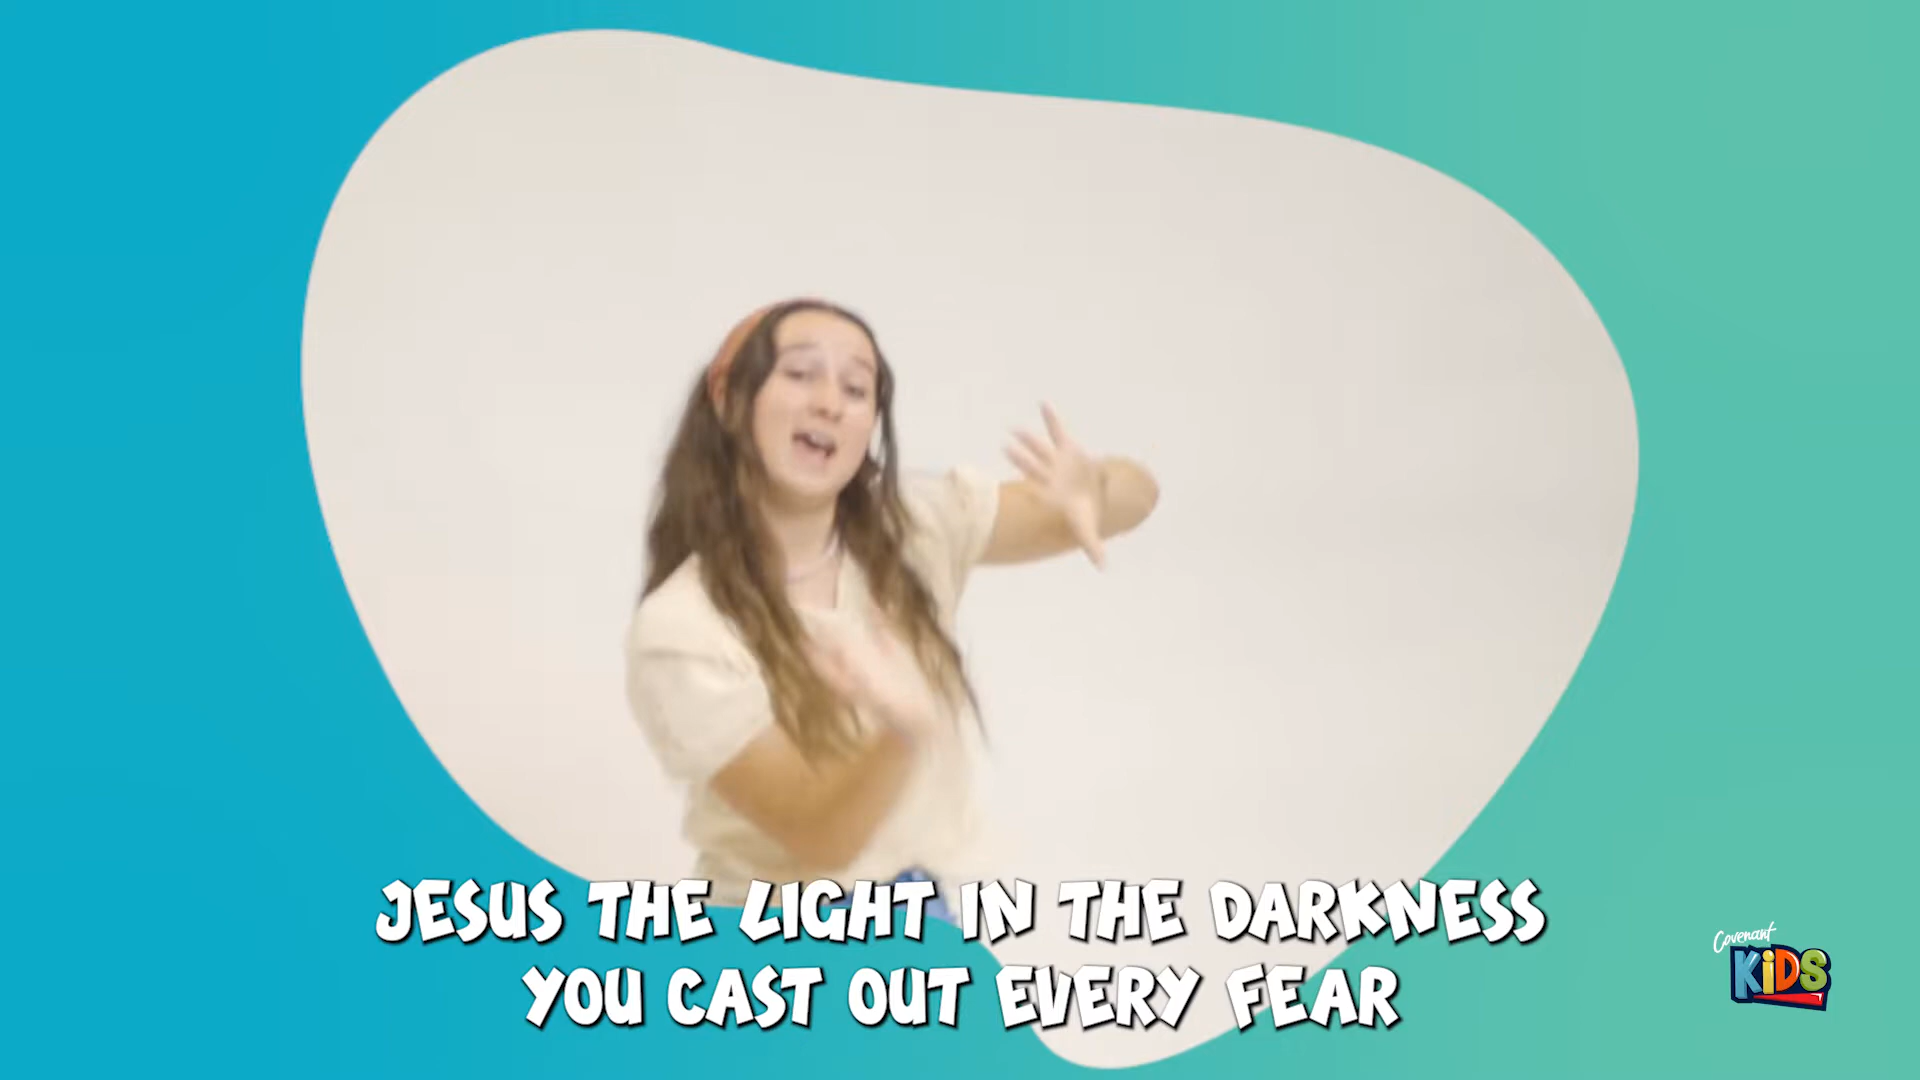 JESUS THE LIGHT IN THE DARKNESS
YOU CAST OUT EVERY FEAR
Covenant
KiDS